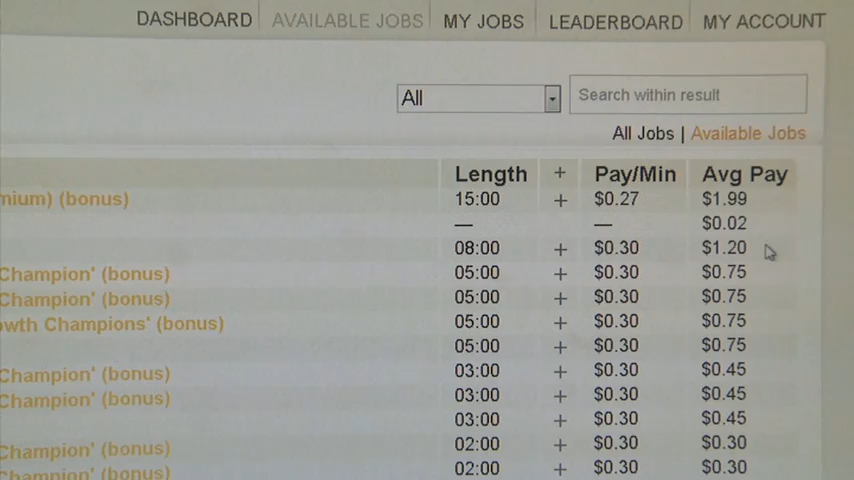 DASHBOARD AVAILABLE JOBS MY JOBS LEADERBOARD MY ACCOUNT
All Search within result
All Jobs | Available Jobs
Length + Pay/Min Avg Pay
mium) (bonus) 15:00 + $0.27 $1.99
— — $0.02
08:00 + $0.30 $1.20
Champion' (bonus) 05:00 + $0.30 $0.75
Champion' (bonus) 05:00 + $0.30 $0.75
owth Champions' (bonus) 05:00 + $0.30 $0.75
05:00 + $0.30 $0.75
Champion' (bonus) 03:00 + $0.30 $0.45
Champion' (bonus) 03:00 + $0.30 $0.45
03:00 + $0.30 $0.45
Champion' (bonus) 02:00 + $0.30 $0.30
Champion' (bonus) 02:00 + $0.30 $0.30